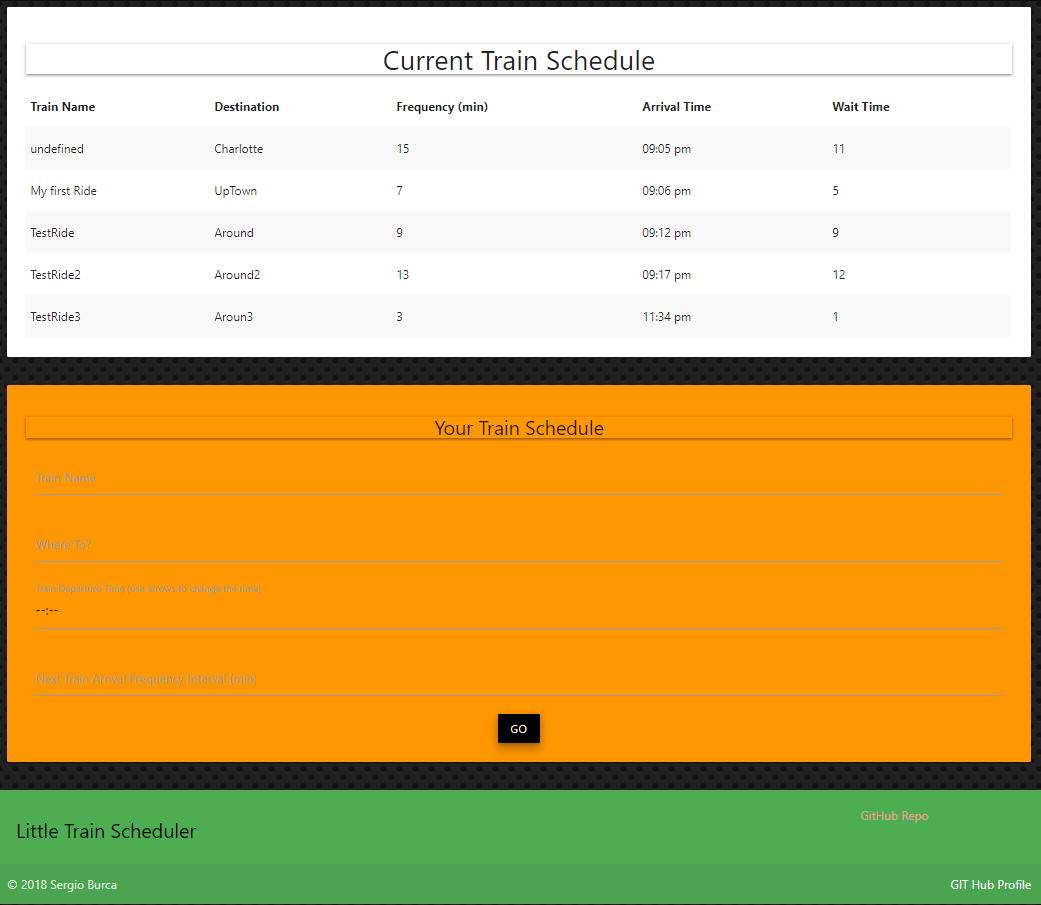 Current Train Schedule
Train Name Destination Frequency (min) Arrival Time Wait Time
undefined Charlotte 15 09:05 pm 11
My first Ride UpTown 7 09:06 pm 5
TestRide Around 9 09:12 pm 9
TestRide2 Around2 13 09:17 pm 12
TestRide3 Aroun3 3 11:34 pm 1
Your Train Schedule
Train Name
Where To?
Train Departure Time (use arrows to change the time)
--:--
Next Train Arrival Frequency Interval (min)
GO
Little Train Scheduler
GitHub Repo
© 2018 Sergio Burca
GIT Hub Profile